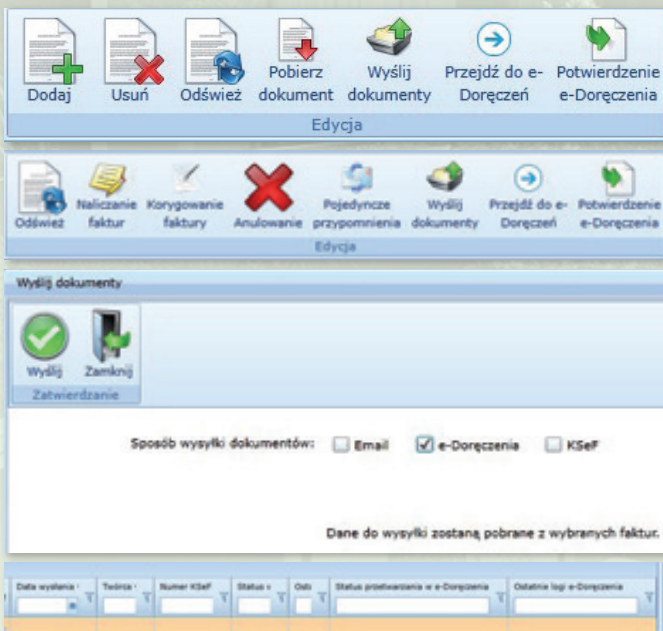 Dodaj Usuń Odśwież Pobierz dokument Wyślij dokumenty Przejdź do e-Doręczeń Potwierdzenie e-Doręczenia
Edycja
Odśwież Naliczanie faktur Korygowanie faktury Anulowanie Pojedyncze przypomnienia Wyślij dokumenty Przejdź do e-Doręczeń Potwierdzenie e-Doręczenia
Edycja
Wyślij dokumenty
Wyślij Zamknij
Zatwierdzanie
Sposób wysyłki dokumentów: Email e-Doręczenia KSeF
Dane do wysyłki zostaną pobrane z wybranych faktur.
Data wysłania Twórca Numer KSeF Status Status przetwarzania w e-Doręczenia Ostatnie logi e-Doręczenia